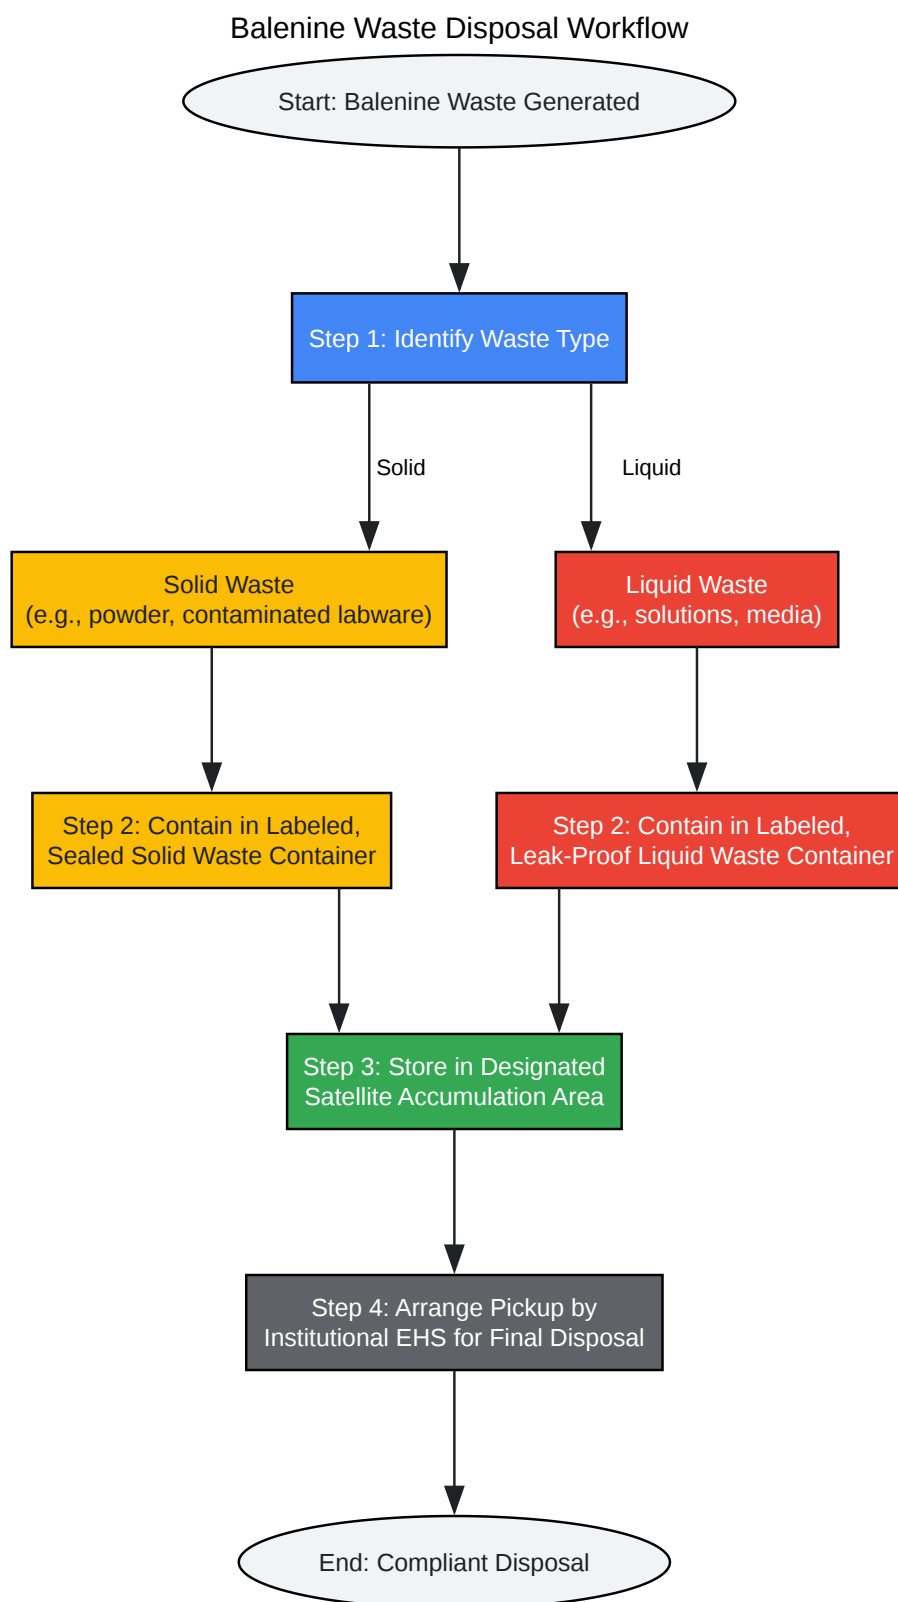 Balenine Waste Disposal Workflow
Start: Balenine Waste Generated
Step 1: Identify Waste Type
Solid
Liquid
Solid Waste
(e.g., powder, contaminated labware)
Liquid Waste
(e.g., solutions, media)
Step 2: Contain in Labeled,
Sealed Solid Waste Container
Step 2: Contain in Labeled,
Leak-Proof Liquid Waste Container
Step 3: Store in Designated
Satellite Accumulation Area
Step 4: Arrange Pickup by
Institutional EHS for Final Disposal
End: Compliant Disposal